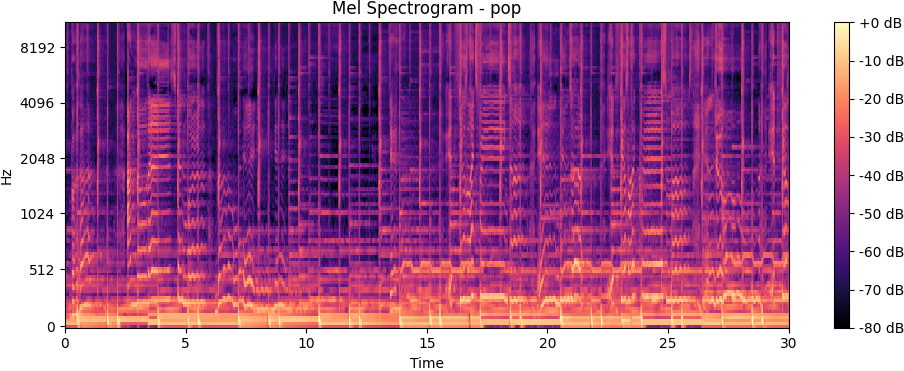 Mel Spectrogram - pop
Hz
8192
4096
2048
1024
512
0
0 5 10 15 20 25 30
Time
+0 dB
-10 dB
-20 dB
-30 dB
-40 dB
-50 dB
-60 dB
-70 dB
-80 dB